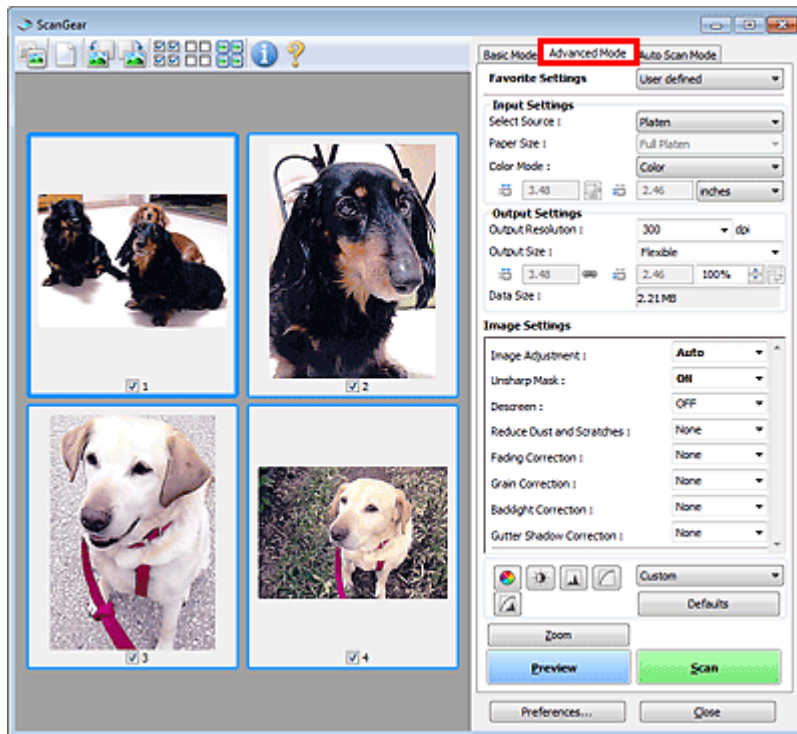 ScanGear
Basic Mode Advanced Mode Auto Scan Mode
Favorite Settings User defined
Input Settings
Select Source : Platen
Paper Size : Full Platen
Color Mode : Color
3.48 2.46 inches
Output Settings
Output Resolution : 300 dpi
Output Size : Flexible
3.48 2.46 100%
Data Size : 2.21 MB
Image Settings
Image Adjustment : Auto
Unsharp Mask : ON
Descreen : OFF
Reduce Dust and Scratches : None
Fading Correction : None
Grain Correction : None
Backlight Correction : None
Gutter Shadow Correction : None
Custom
Defaults
Zoom
Preview Scan
Preferences... Close
1 2
3 4